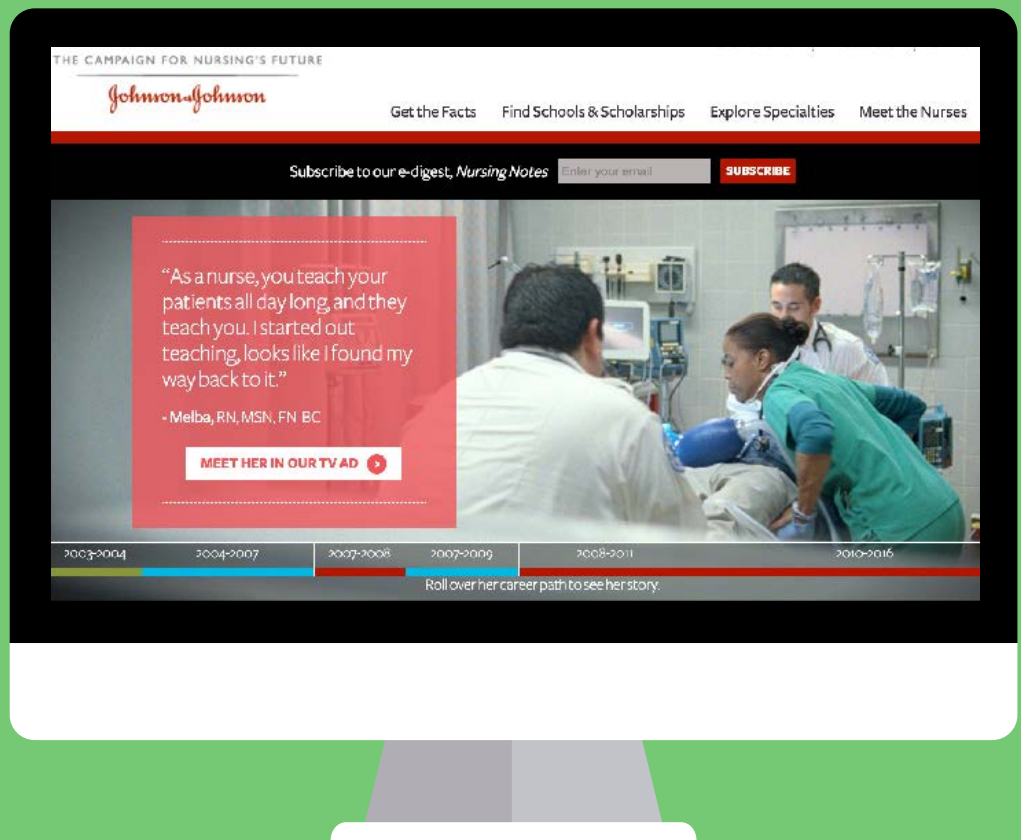 THE CAMPAIGN FOR NURSING'S FUTURE
Johnson & Johnson
Get the Facts Find Schools & Scholarships Explore Specialties Meet the Nurses
Subscribe to our e-digest, Nursing Notes Enter your email SUBSCRIBE
“As a nurse, you teach your
patients all day long, and they
teach you. I started out
teaching, looks like I found my
way back to it.”
- Melba, RN, MSN, FN BC
MEET HER IN OUR TV AD
2003-2004 2004-2007 2007-2008 2007-2009 2008-2011 2010-2016
Roll over her career path to see her story.